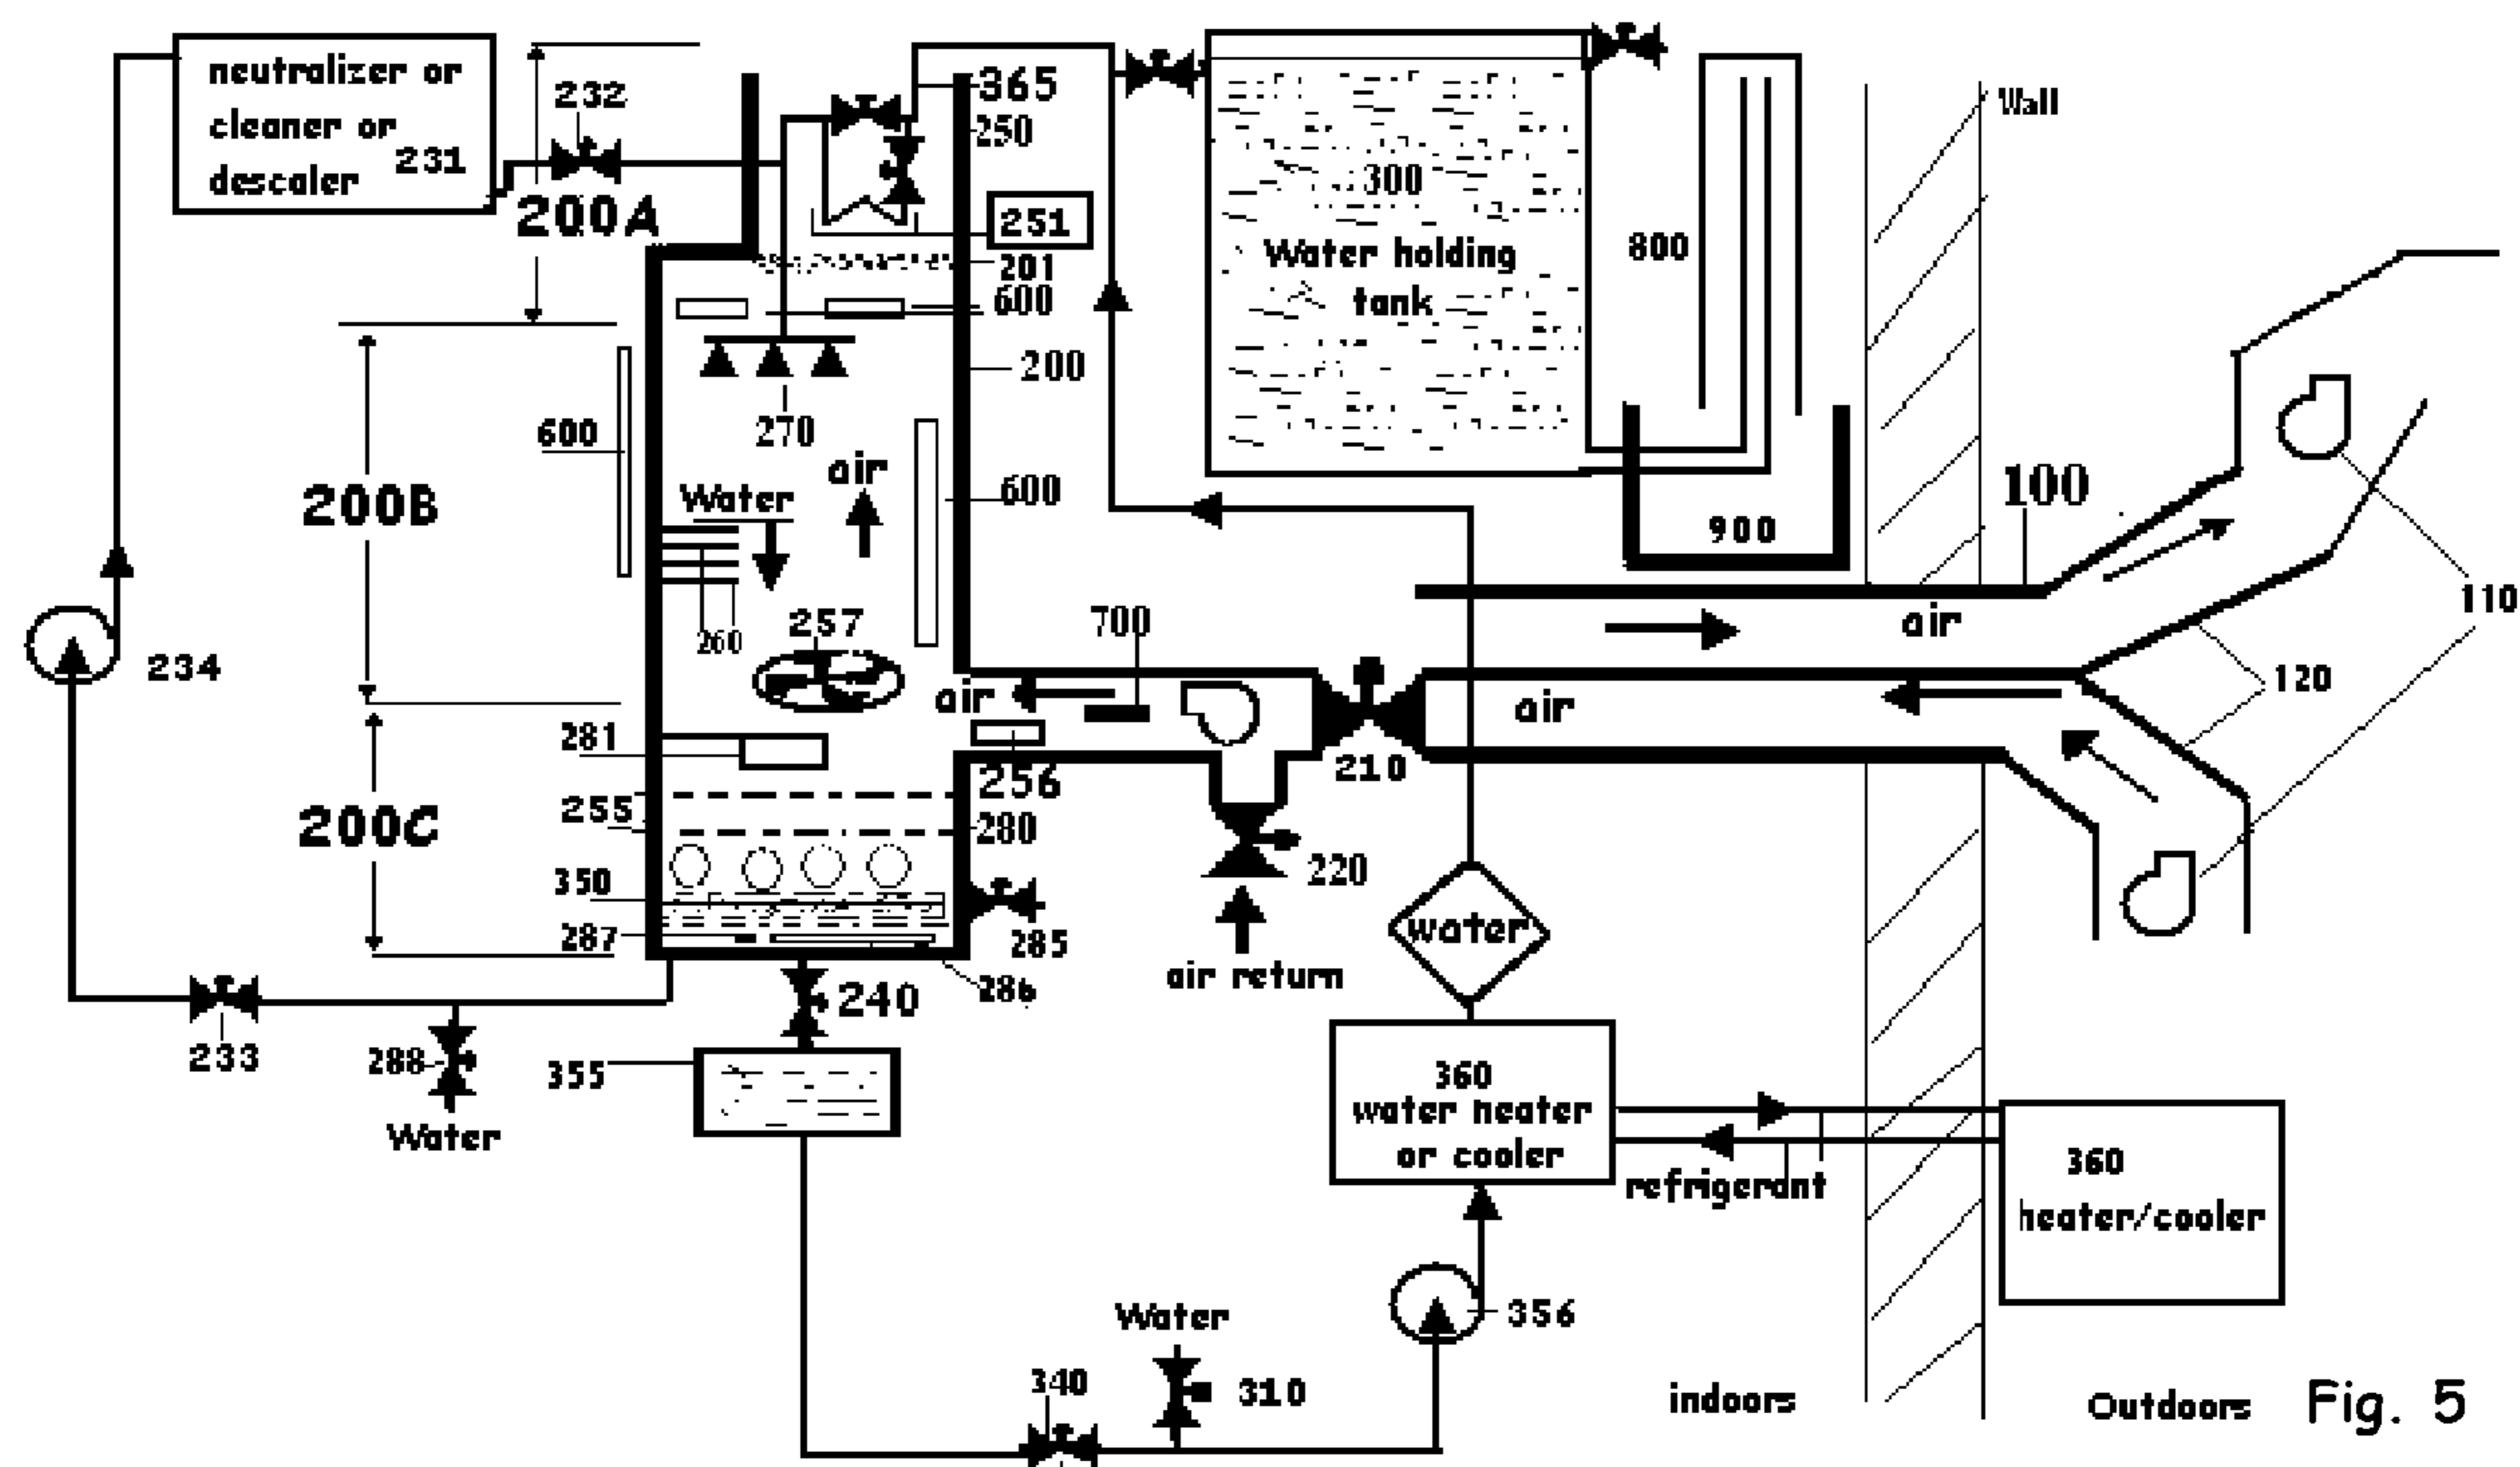 neutralizer or
cleaner or
descaler 231
232
200A
365
250
251
201
600
200
270
600
200B
Water
air
600
260
257
234
281
255
200C
350
287
256
280
285
286
240
233
288
Water
355
300
Water holding
tank
800
900
Wall
100
110
120
air
700
air
air
210
220
air return
water
360
water heater
or cooler
refrigerant
360
heater/cooler
356
Water
310
340
indoors
Outdoors
Fig. 5